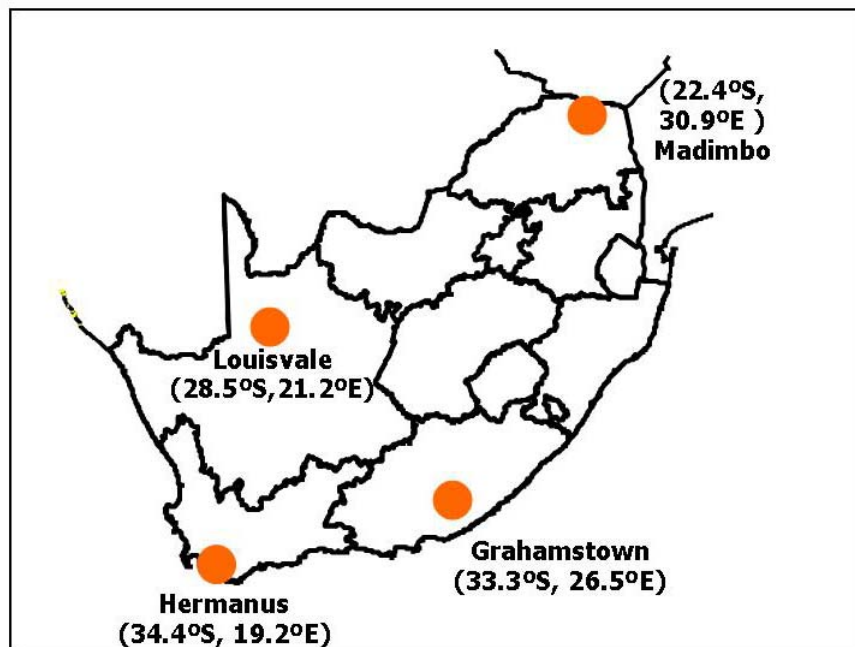 (22.4ºS,
30.9ºE )
Madimbo
Louisvale
(28.5ºS,21.2ºE)
Grahamstown
(33.3ºS, 26.5ºE)
Hermanus
(34.4ºS, 19.2ºE)